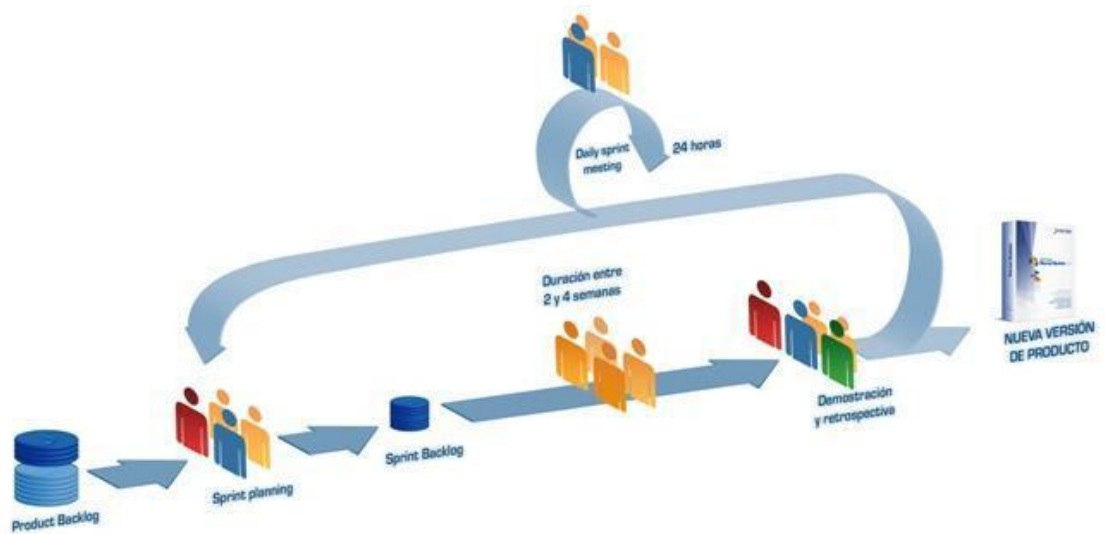 Daily sprint
meeting
24 horas
Duración entre
2 y 4 semanas
NUEVA VERSIÓN
DE PRODUCTO
Demostración
y retrospectiva
Sprint Backlog
Sprint planning
Product Backlog